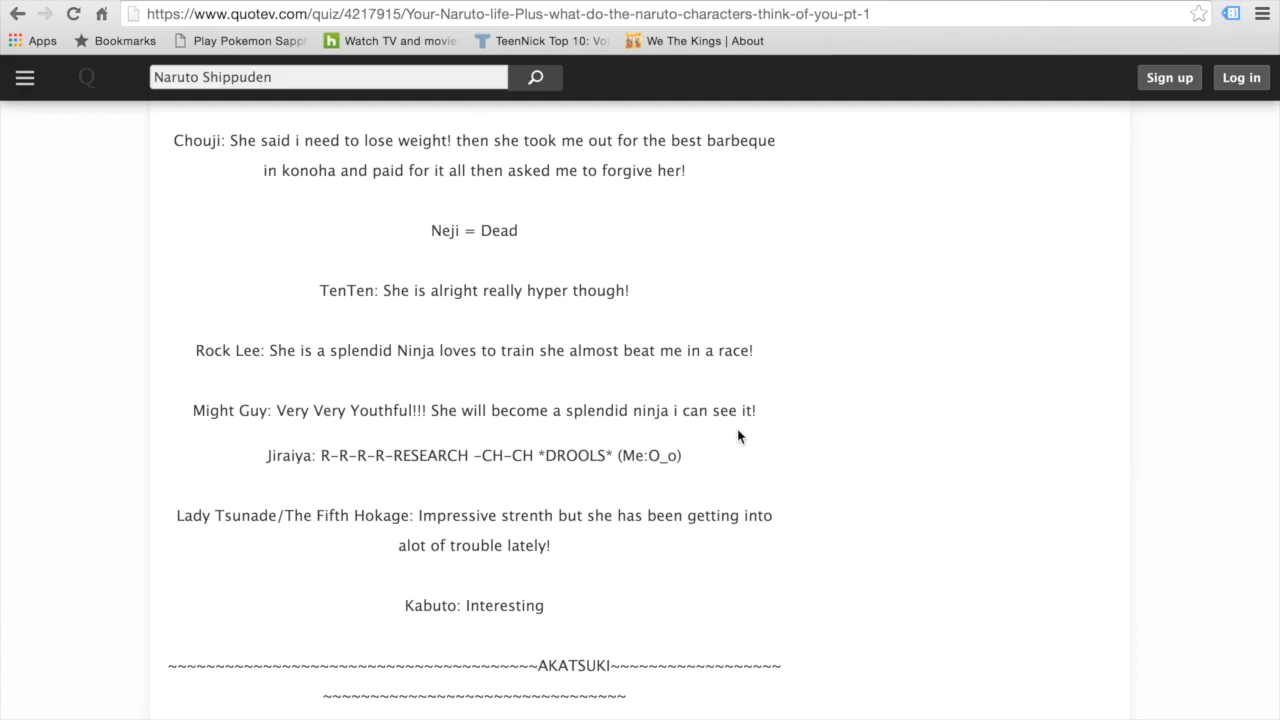 https://www.quotev.com/quiz/4217915/Your-Naruto-life-Plus-what-do-the-naruto-characters-think-of-you-pt-1
Apps Bookmarks Play Pokemon Sapp Watch TV and movie TeenNick Top 10: Vo We The Kings | About
Q Naruto Shippuden Sign up Log in
Chouji: She said i need to lose weight! then she took me out for the best barbeque
in konoha and paid for it all then asked me to forgive her!
Neji = Dead
TenTen: She is alright really hyper though!
Rock Lee: She is a splendid Ninja loves to train she almost beat me in a race!
Might Guy: Very Very Youthful!!! She will become a splendid ninja i can see it!
Jiraiya: R-R-R-R-RESEARCH -CH-CH *DROOLS* (Me:O_o)
Lady Tsunade/The Fifth Hokage: Impressive strenth but she has been getting into
alot of trouble lately!
Kabuto: Interesting
~~~~~~~~~~~~~~~~~~~~~~~~~~~~~~~~~~~~~~~AKATSUKI~~~~~~~~~~~~~~~~~~
~~~~~~~~~~~~~~~~~~~~~~~~~~~~~~~~